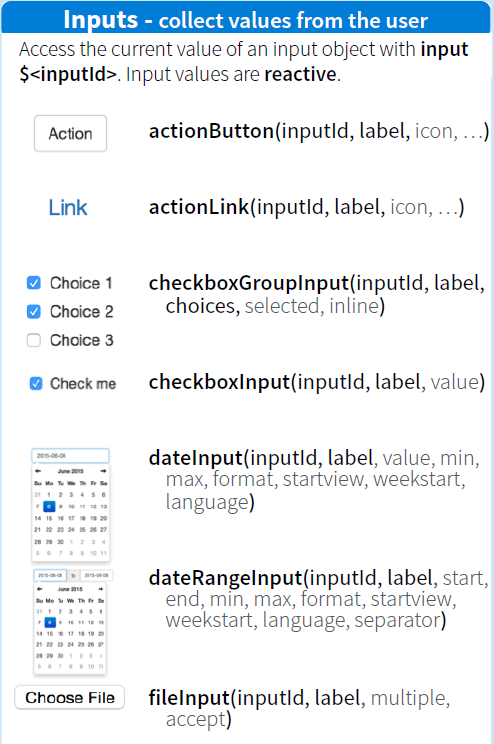 Inputs - collect values from the user
Access the current value of an input object with input
$<inputId>. Input values are reactive.
Action
actionButton(inputId, label, icon, …)
Link
actionLink(inputId, label, icon, …)
Choice 1
Choice 2
Choice 3
checkboxGroupInput(inputId, label,
choices, selected, inline)
Check me
checkboxInput(inputId, label, value)
2015-06-08
June 2015
Su Mo Tu We Th Fr Sa
31 1 2 3 4 5 6
7 8 9 10 11 12 13
14 15 16 17 18 19 20
21 22 23 24 25 26 27
28 29 30 1 2 3 4
5 6 7 8 9 10 11
dateInput(inputId, label, value, min,
max, format, startview, weekstart,
language)
2015-06-08 to 2015-06-08
June 2015
Su Mo Tu We Th Fr Sa
31 1 2 3 4 5 6
7 8 9 10 11 12 13
14 15 16 17 18 19 20
21 22 23 24 25 26 27
28 29 30 1 2 3 4
5 6 7 8 9 10 11
dateRangeInput(inputId, label, start,
end, min, max, format, startview,
weekstart, language, separator)
Choose File
fileInput(inputId, label, multiple,
accept)